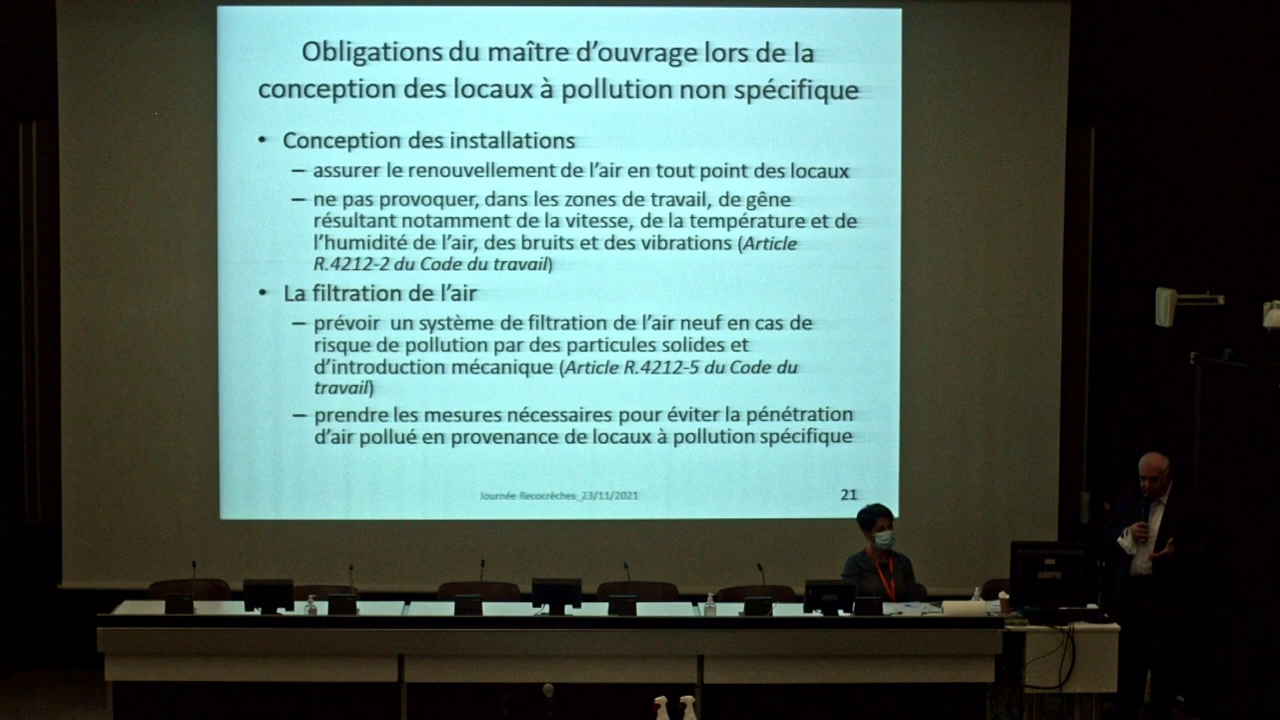 Obligations du maître d’ouvrage lors de la
conception des locaux à pollution non spécifique
• Conception des installations
– assurer le renouvellement de l’air en tout point des locaux
– ne pas provoquer, dans les zones de travail, de gêne
résultant notamment de la vitesse, de la température et de
l’humidité de l’air, des bruits et des vibrations (Article
R.4212-2 du Code du travail)
• La filtration de l’air
– prévoir un système de filtration de l’air neuf en cas de
risque de pollution par des particules solides et
d’introduction mécanique (Article R.4212-5 du Code du
travail)
– prendre les mesures nécessaires pour éviter la pénétration
d’air pollué en provenance de locaux à pollution spécifique
Journée Recocrèches_23/11/2021
21